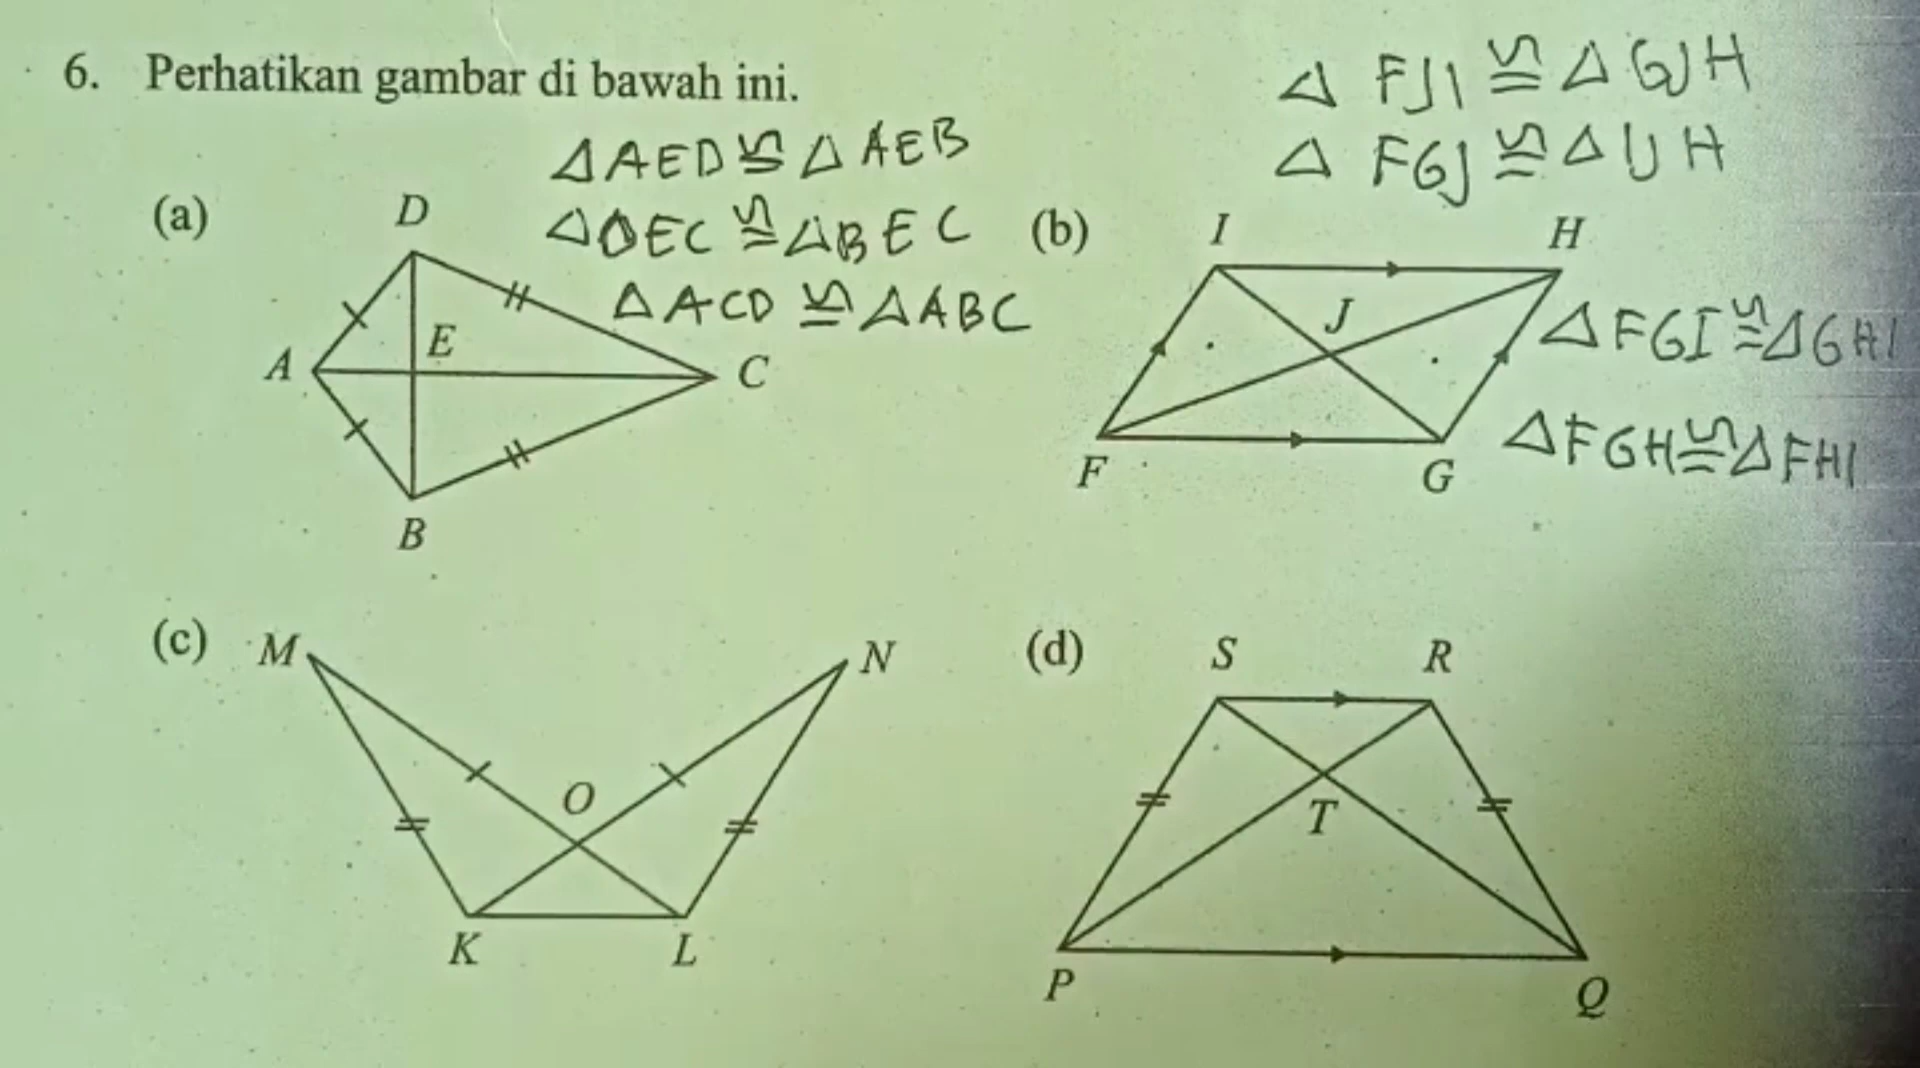 6. Perhatikan gambar di bawah ini.
△ FJI ≅ △ GJH
△ FGJ ≅ △ IJH
△AED ≅ △AEB
△DEC ≅ △BEC
△ACD ≅ △ABC
(a)
D
A
E
C
B
(b)
I
H
J
F
G
△FGI ≅ △GHI
△FGH ≅ △FHI
(c)
M
N
O
K
L
(d)
S
R
T
P
Q